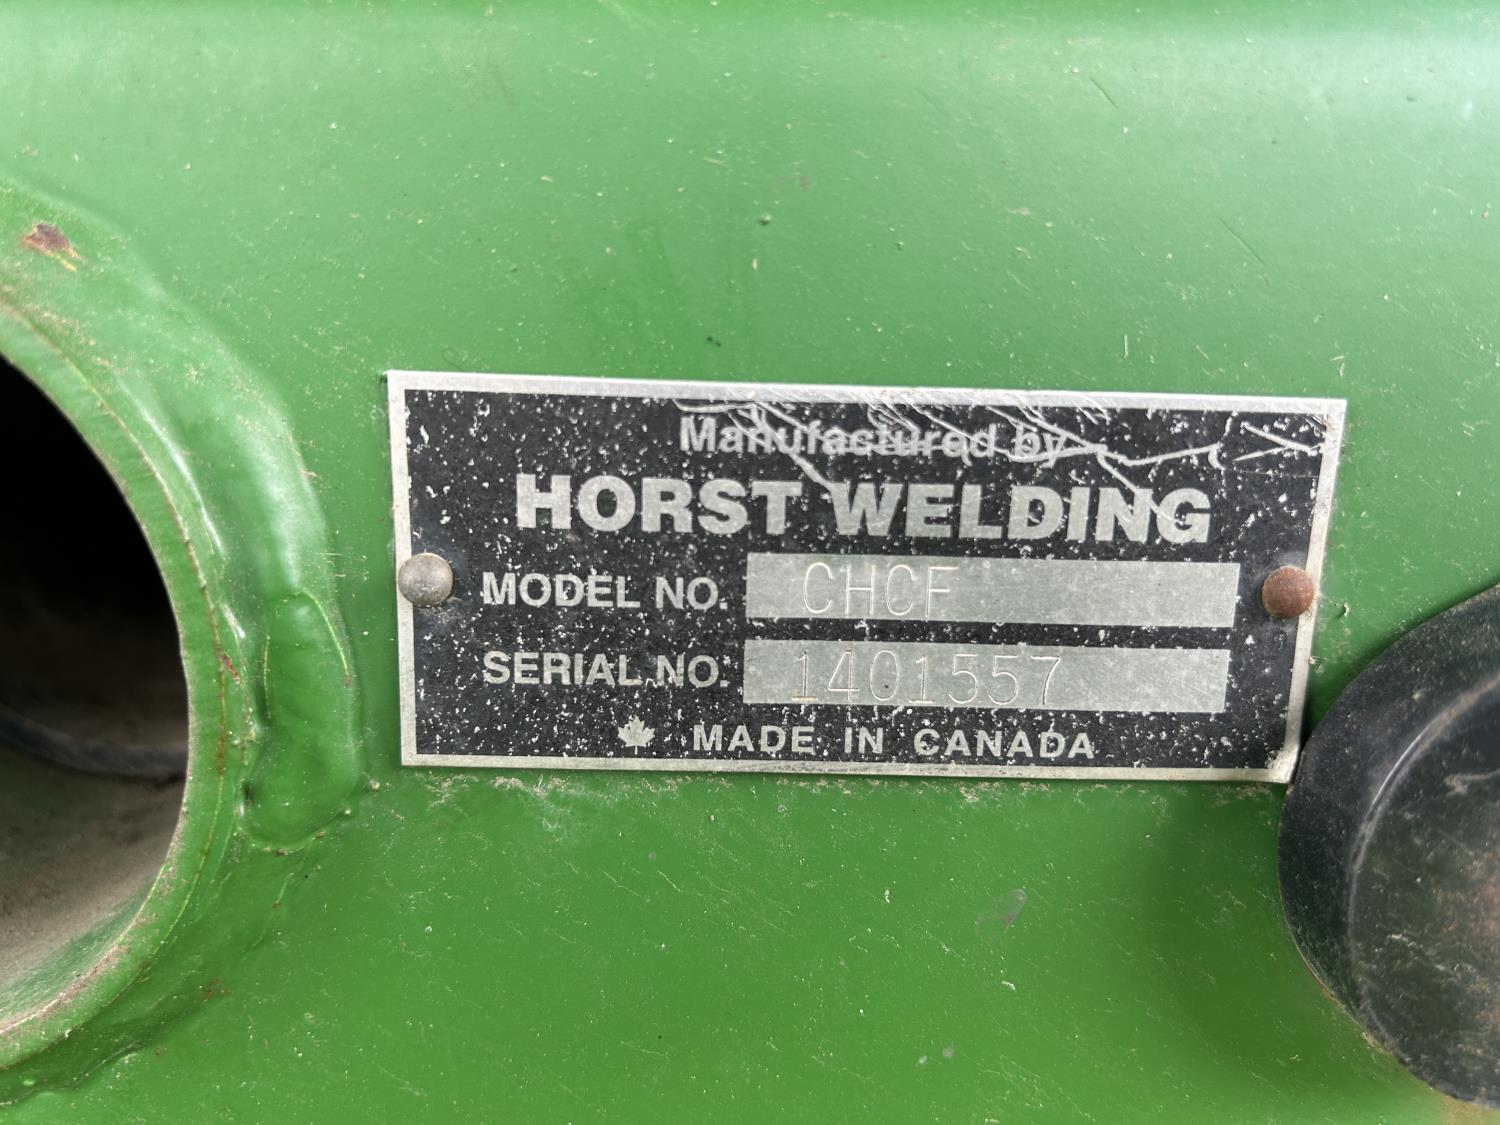 Manufactured by
HORST WELDING
MODEL NO. CHCF
SERIAL NO. 1401557
MADE IN CANADA